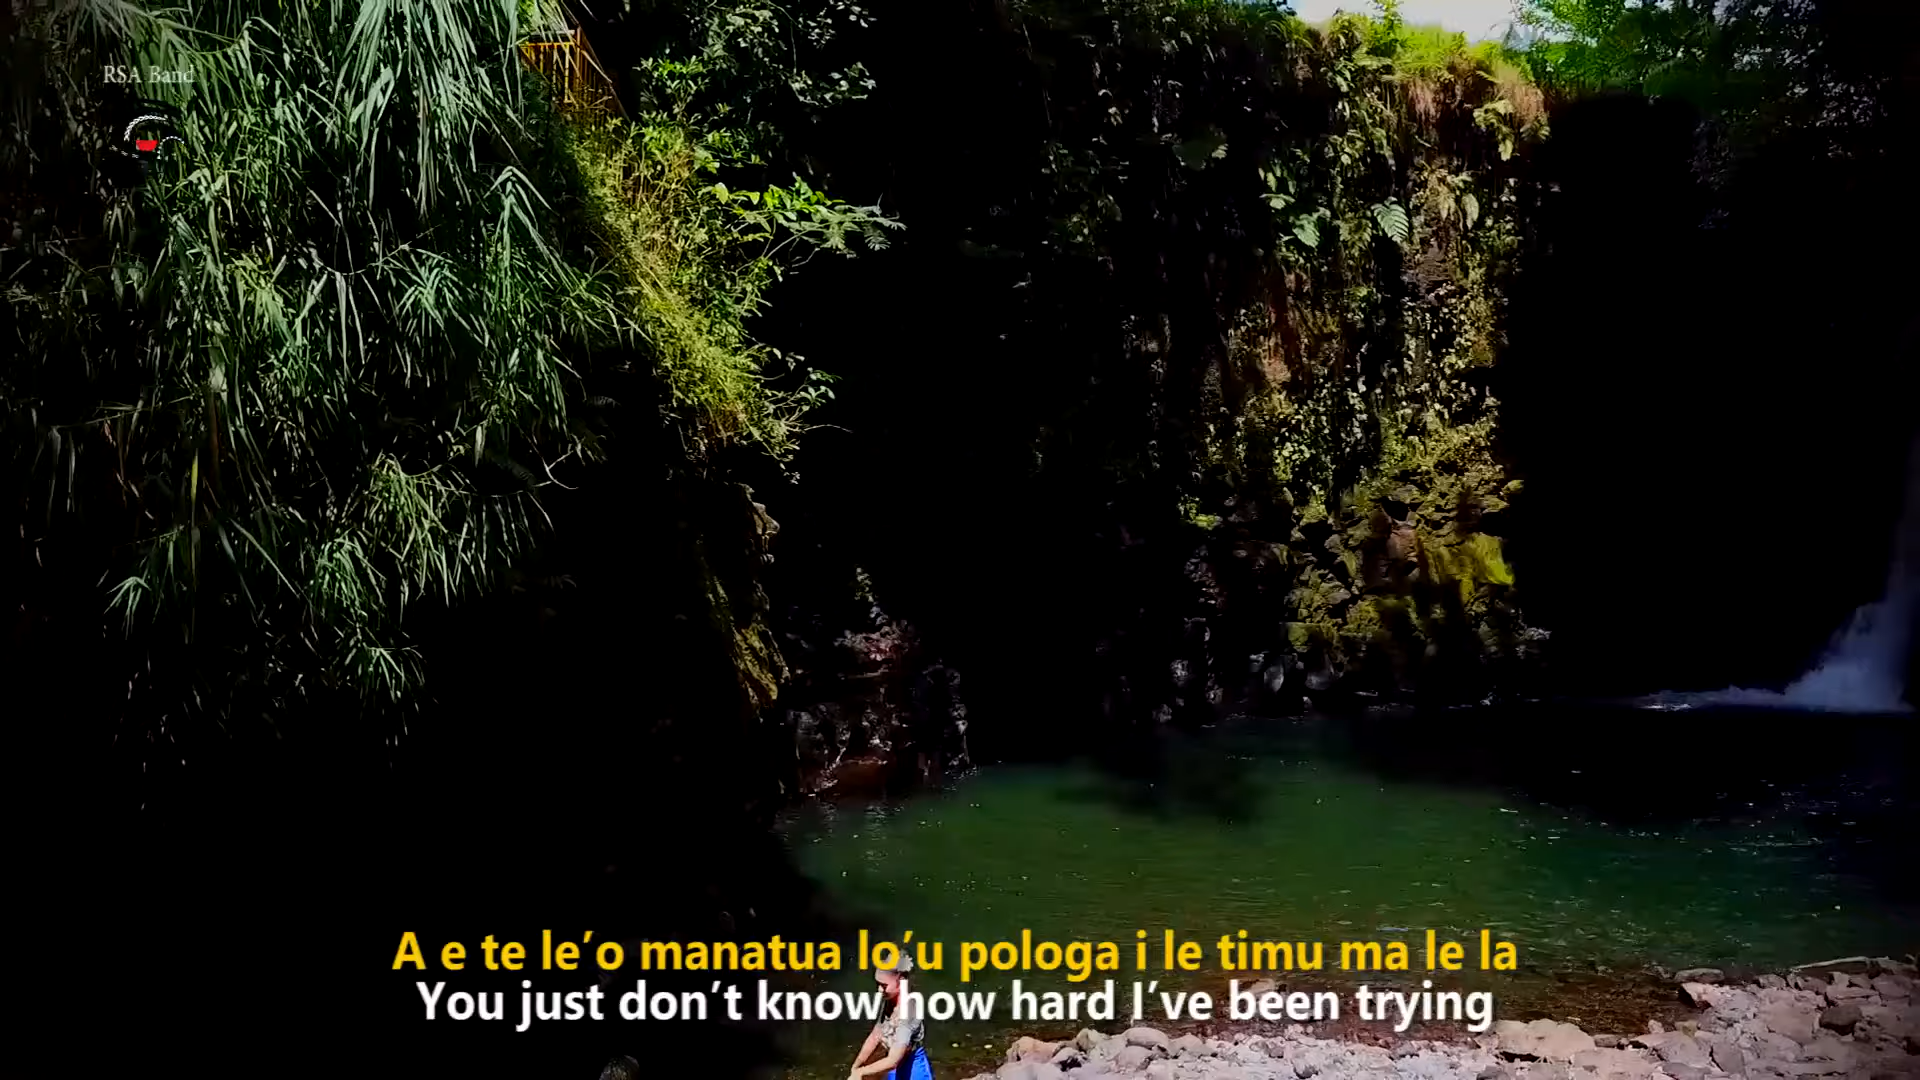 RSA Band
A e te le’o manatua lo’u pologa i le timu ma le la
You just don’t know how hard I’ve been trying